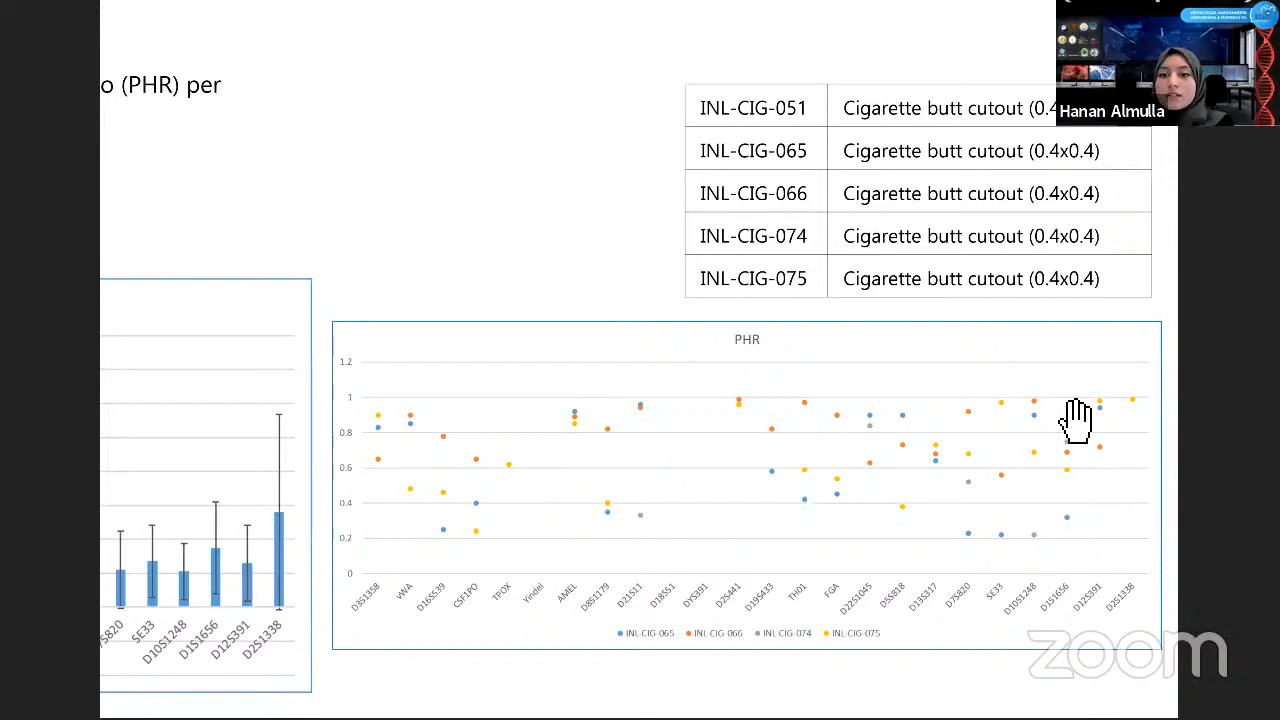 o (PHR) per
INL-CIG-051 Cigarette butt cutout (0.4
INL-CIG-065 Cigarette butt cutout (0.4x0.4)
INL-CIG-066 Cigarette butt cutout (0.4x0.4)
INL-CIG-074 Cigarette butt cutout (0.4x0.4)
INL-CIG-075 Cigarette butt cutout (0.4x0.4)
Hanan Almulla
PHR
1.2
1
0.8
0.6
0.4
0.2
0
D3S1358 vWA D16S539 CSF1PO TPOX Yindel AMEL D8S1179 D21S11 D18S51 DYS391 D2S441 D19S433 TH01 FGA D22S1045 D5S818 D13S317 D7S820 SE33 D10S1248 D1S1656 D12S391 D2S1338
INL-CIG-065 INL-CIG-066 INL-CIG-074 INL-CIG-075
7S820 SE33 D10S1248 D1S1656 D12S391 D2S1338
zoom